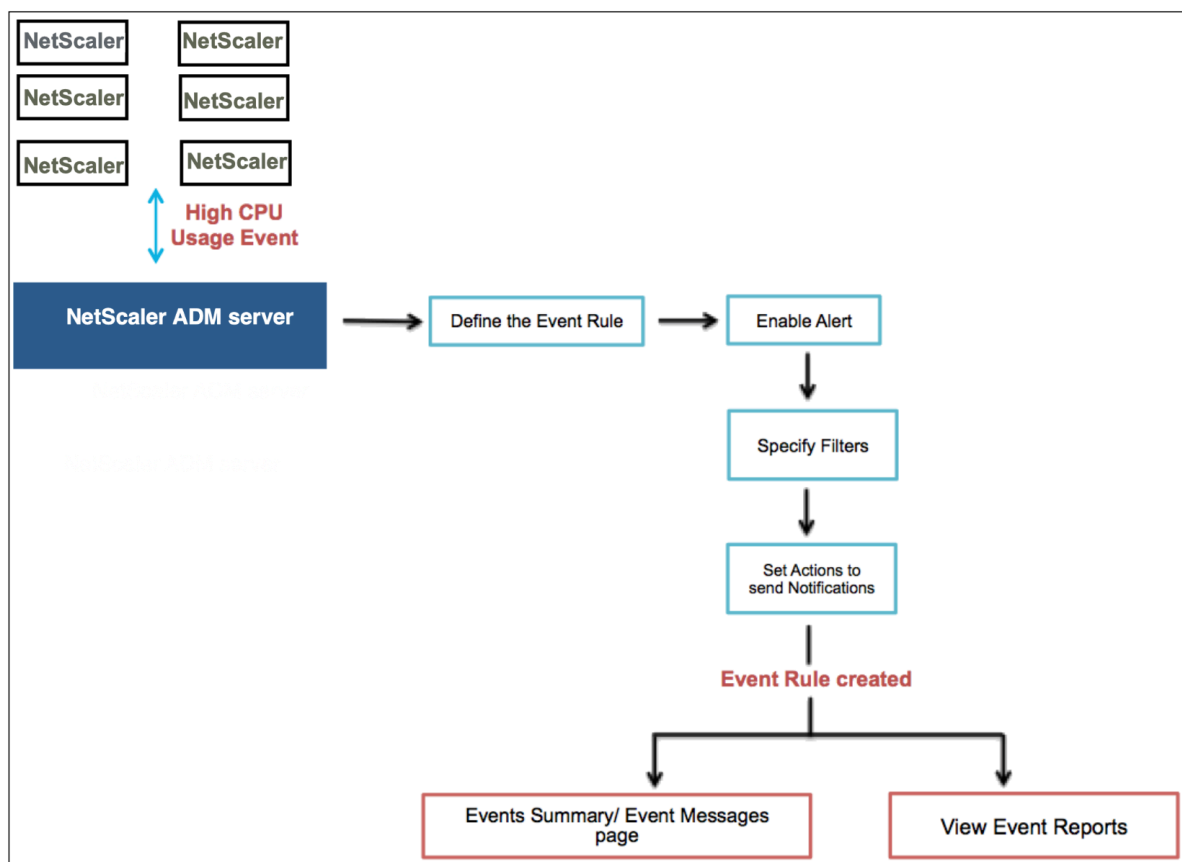 NetScaler
NetScaler
NetScaler
NetScaler
NetScaler
NetScaler
High CPU
Usage Event
NetScaler ADM server
Define the Event Rule
Enable Alert
Specify Filters
Set Actions to
send Notifications
Event Rule created
Events Summary/ Event Messages
page
View Event Reports